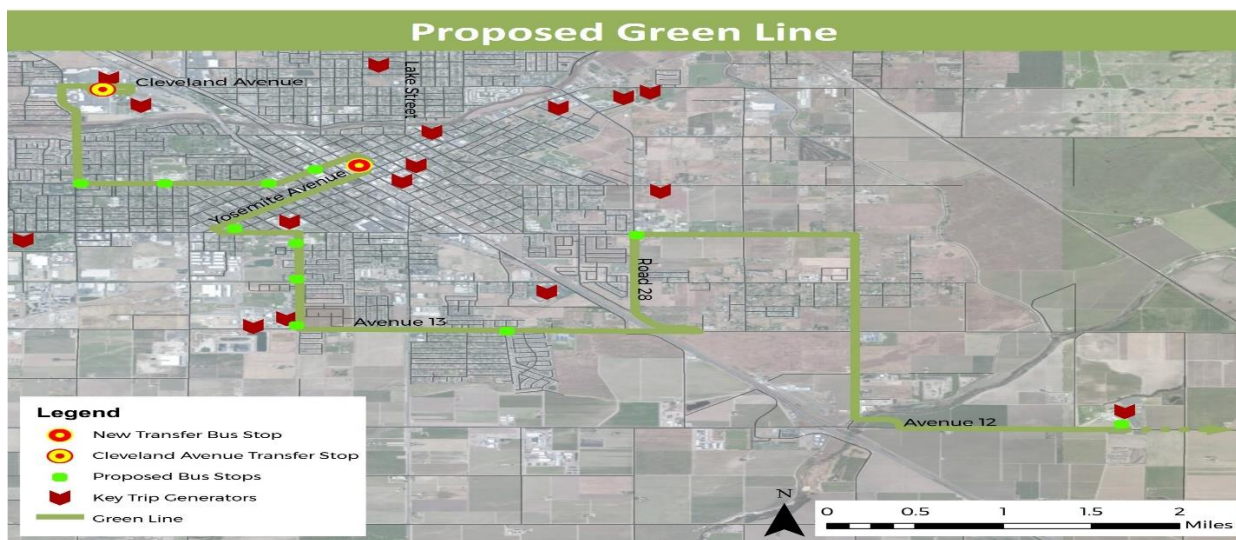 Proposed Green Line
Cleveland Avenue
Lake Street
Yosemite Avenue
Road 28
Avenue 13
Avenue 12
Legend
New Transfer Bus Stop
Cleveland Avenue Transfer Stop
Proposed Bus Stops
Key Trip Generators
Green Line
N
0 0.5 1 1.5 2
Miles